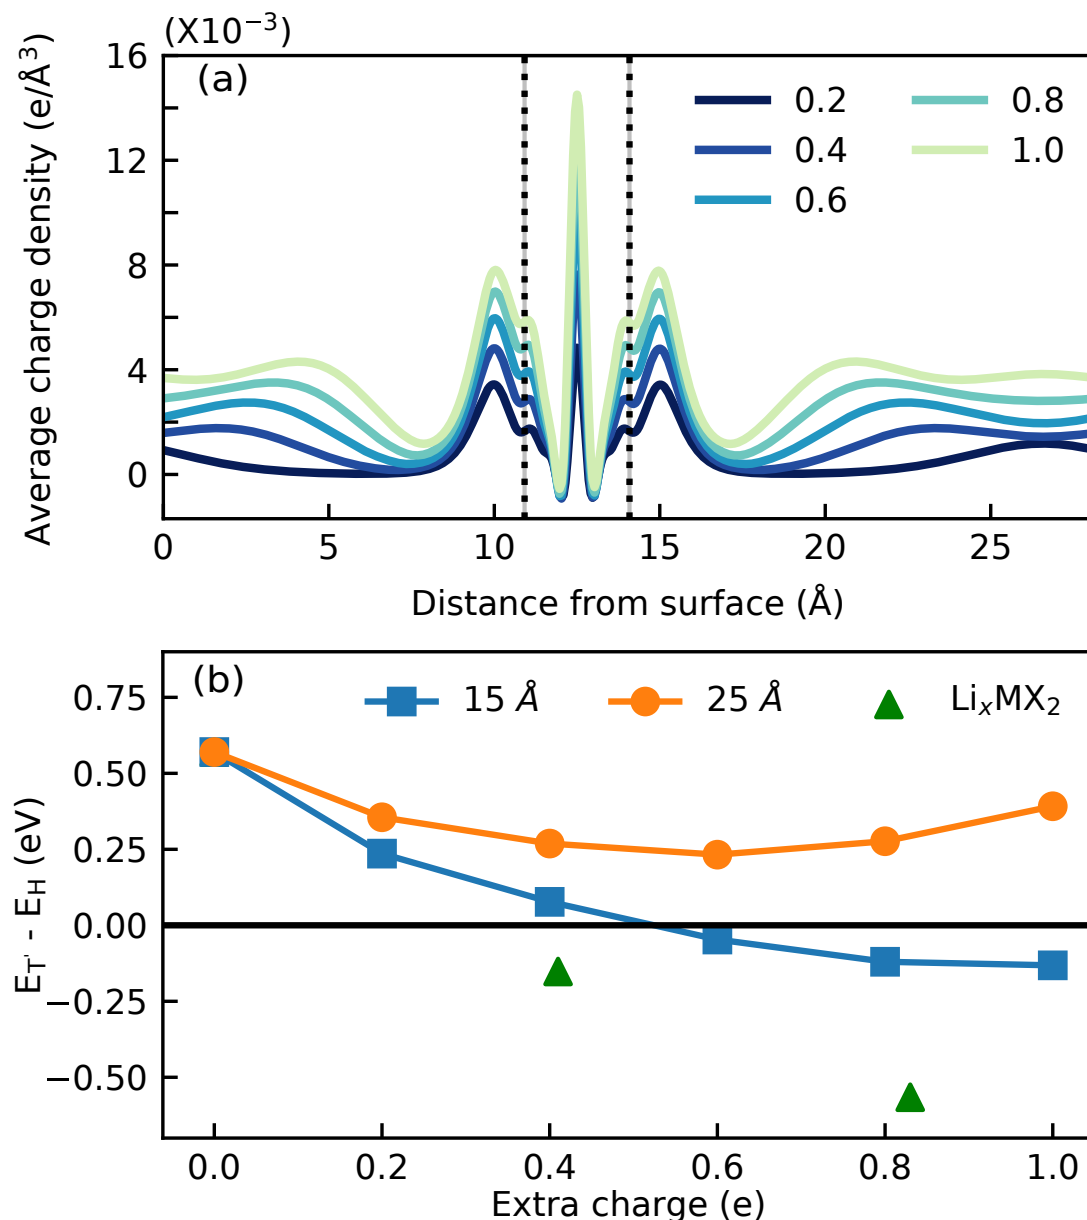 (X10⁻³)
(a)
Average charge density (e/Å³)
16
12
8
4
0
0.2
0.4
0.6
0.8
1.0
0 5 10 15 20 25
Distance from surface (Å)
(b)
15 Å
25 Å
LiₓMX₂
E_T' - E_H (eV)
0.75
0.50
0.25
0.00
−0.25
−0.50
0.0 0.2 0.4 0.6 0.8 1.0
Extra charge (e)